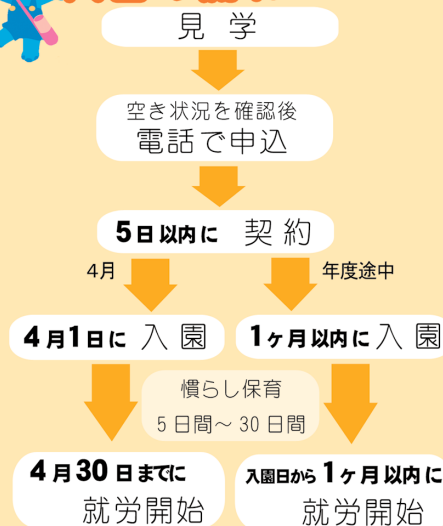 見学
空き状況を確認後
電話で申込
5日以内に 契約
4月 年度途中
4月1日に 入園
1ヶ月以内に 入園
慣らし保育
5日間～30日間
4月30日までに
就労開始
入園日から1ヶ月以内に
就労開始